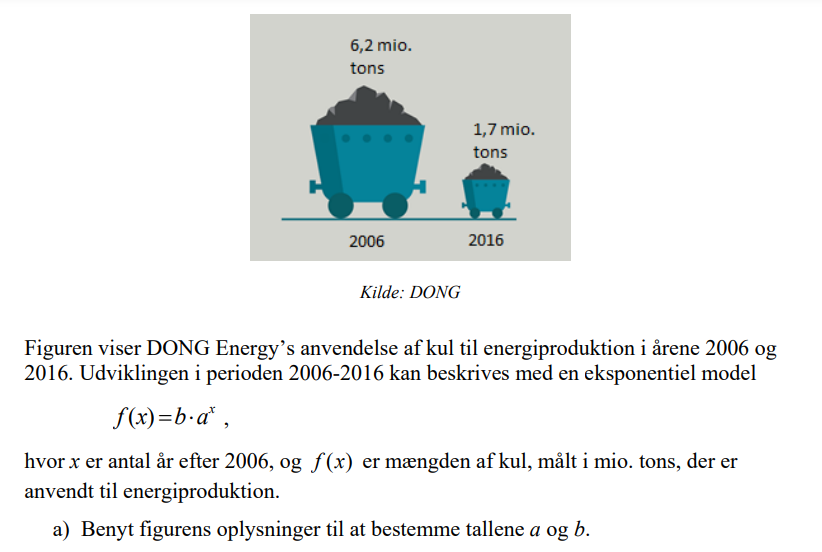 6,2 mio.
tons
1,7 mio.
tons
2006
2016
Kilde: DONG
Figuren viser DONG Energy’s anvendelse af kul til energiproduktion i årene 2006 og
2016. Udviklingen i perioden 2006-2016 kan beskrives med en eksponentiel model
f(x)=b·aˣ ,
hvor x er antal år efter 2006, og f(x) er mængden af kul, målt i mio. tons, der er
anvendt til energiproduktion.
a) Benyt figurens oplysninger til at bestemme tallene a og b.